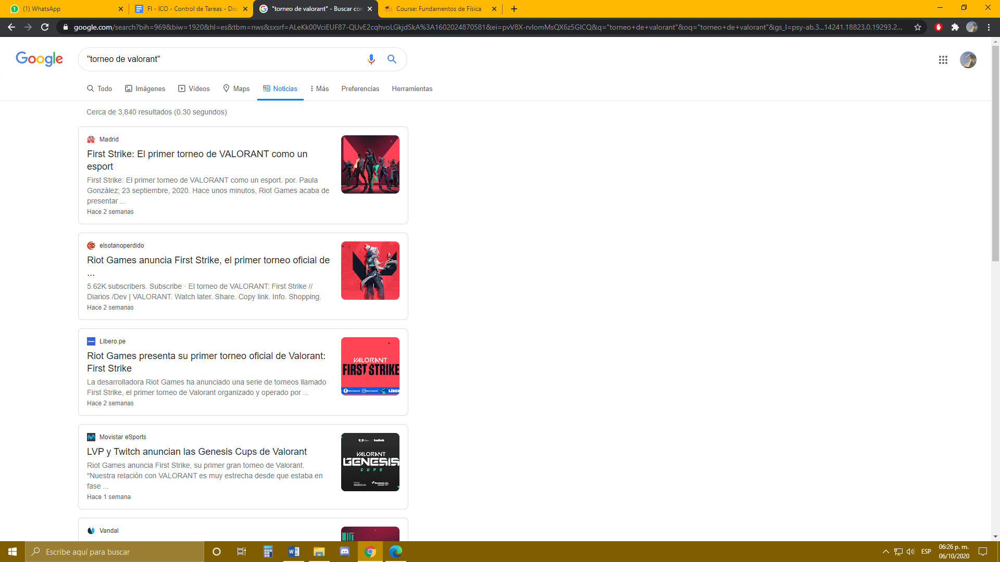 (1) WhatsApp
FI - ICO - Control de Tareas - Doc
"torneo de valorant" - Buscar con
Course: Fundamentos de Física
google.com/search?bih=969&biw=1920&hl=es&tbm=nws&sxsrf=ALeKk00VciEUF87-QUvE2cqhvoLGkjdSkA%3A1602024870581&ei=pvV8X-rvIomMsQX6z5GICQ&q="torneo+de+valorant"&oq="torneo+de+valorant"&gs_l=psy-ab.3...14241.18823.0.19293.2...
Google
"torneo de valorant"
Todo
Imágenes
Vídeos
Maps
Noticias
Más
Preferencias
Herramientas
Cerca de 3,840 resultados (0.30 segundos)
Madrid
First Strike: El primer torneo de VALORANT como un
esport
First Strike: El primer torneo de VALORANT como un esport. por. Paula
González; 23 septiembre, 2020. Hace unos minutos, Riot Games acaba de
presentar ...
Hace 2 semanas
elsotanoperdido
Riot Games anuncia First Strike, el primer torneo oficial de
...
5.62K subscribers. Subscribe · El torneo de VALORANT: First Strike //
Diarios /Dev | VALORANT. Watch later. Share. Copy link. Info. Shopping.
Hace 2 semanas
Libero.pe
Riot Games presenta su primer torneo oficial de Valorant:
First Strike
La desarrolladora Riot Games ha anunciado una serie de torneos llamado
First Strike, el primer torneo de Valorant organizado y operado por ...
Hace 2 semanas
VALORANT
FIRST STRIKE
Movistar eSports
LVP y Twitch anuncian las Genesis Cups de Valorant
Riot Games anuncia First Strike, su primer gran torneo de Valorant.
"Nuestra relación con VALORANT es muy estrecha desde que estaba en
fase ...
Hace 1 semana
twitch
VALORANT
GENESIS
CUPS
Vandal
Escribe aquí para buscar
ESP
06:26 p. m.
06/10/2020